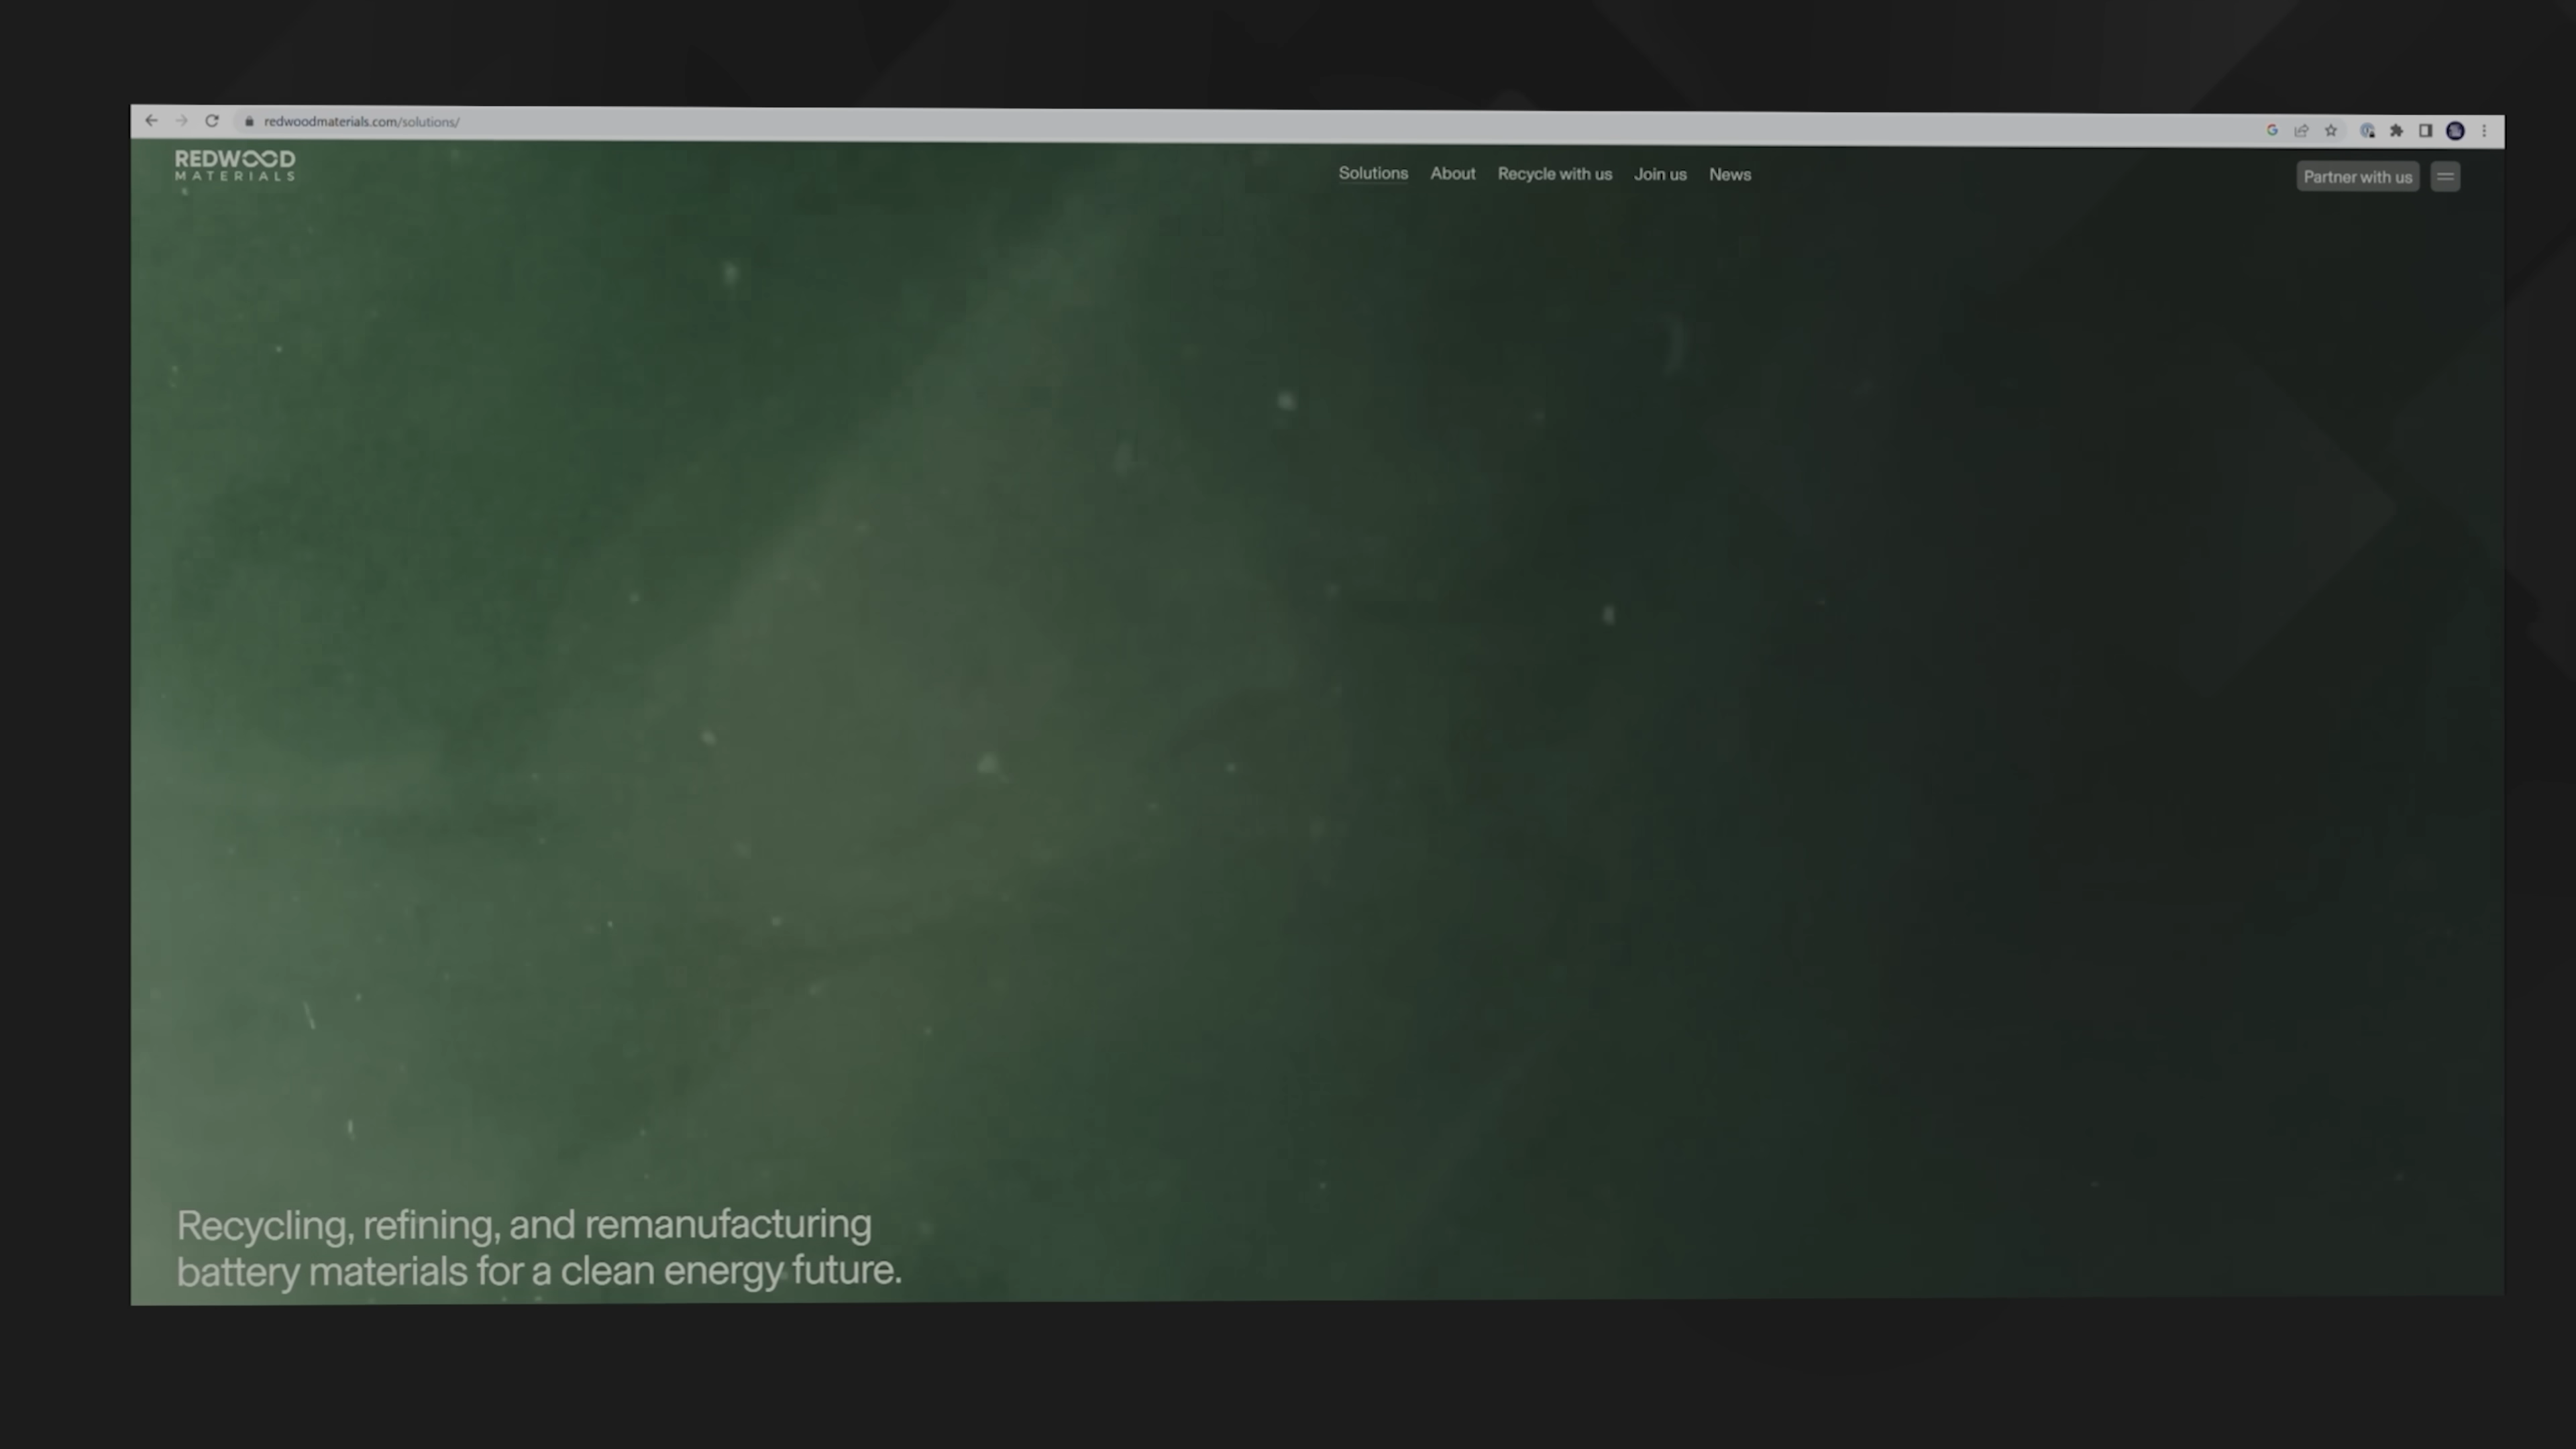 redwoodmaterials.com/solutions/
REDWOOD
MATERIALS
Solutions About Recycle with us Join us News
Partner with us
Recycling, refining, and remanufacturing
battery materials for a clean energy future.